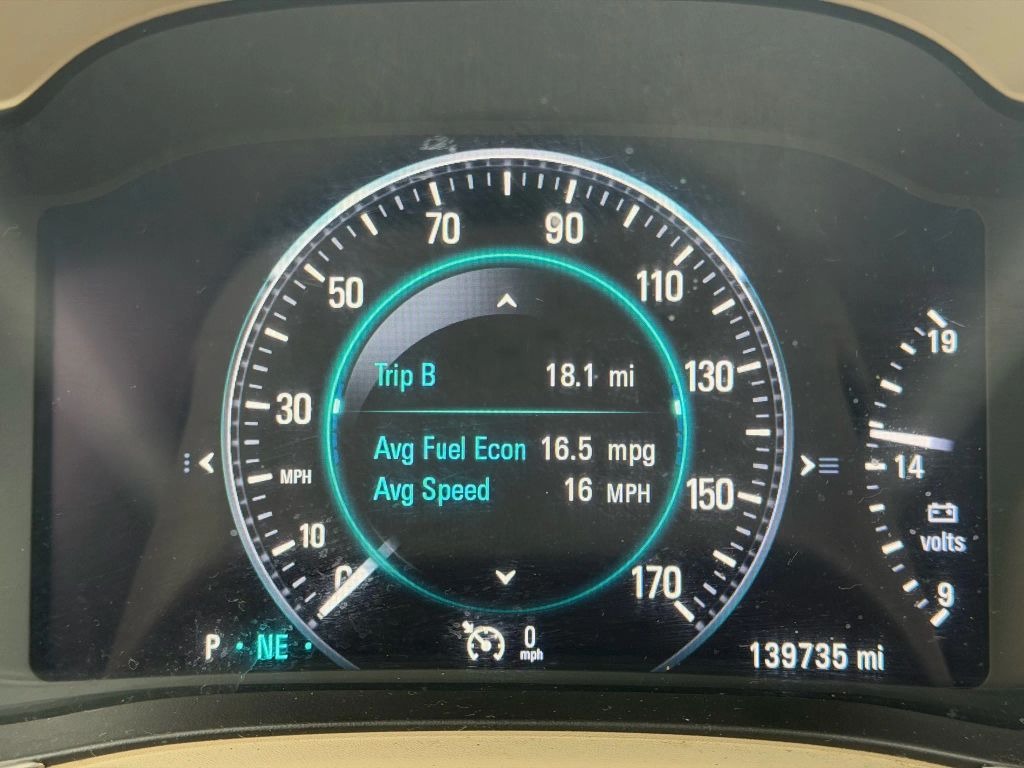 70 90
50 110
Trip B 18.1 mi
30 130
Avg Fuel Econ 16.5 mpg
Avg Speed 16 MPH
MPH 150
10
0 170
P • NE •
0
mph
139735 mi
19
14
volts
9